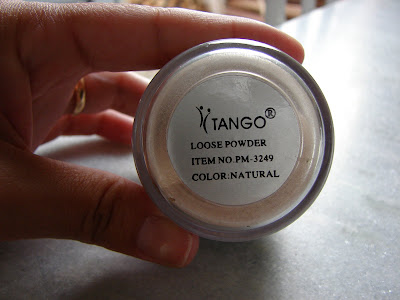 TANGO®
LOOSE POWDER
ITEM NO.PM-3249
COLOR:NATURAL